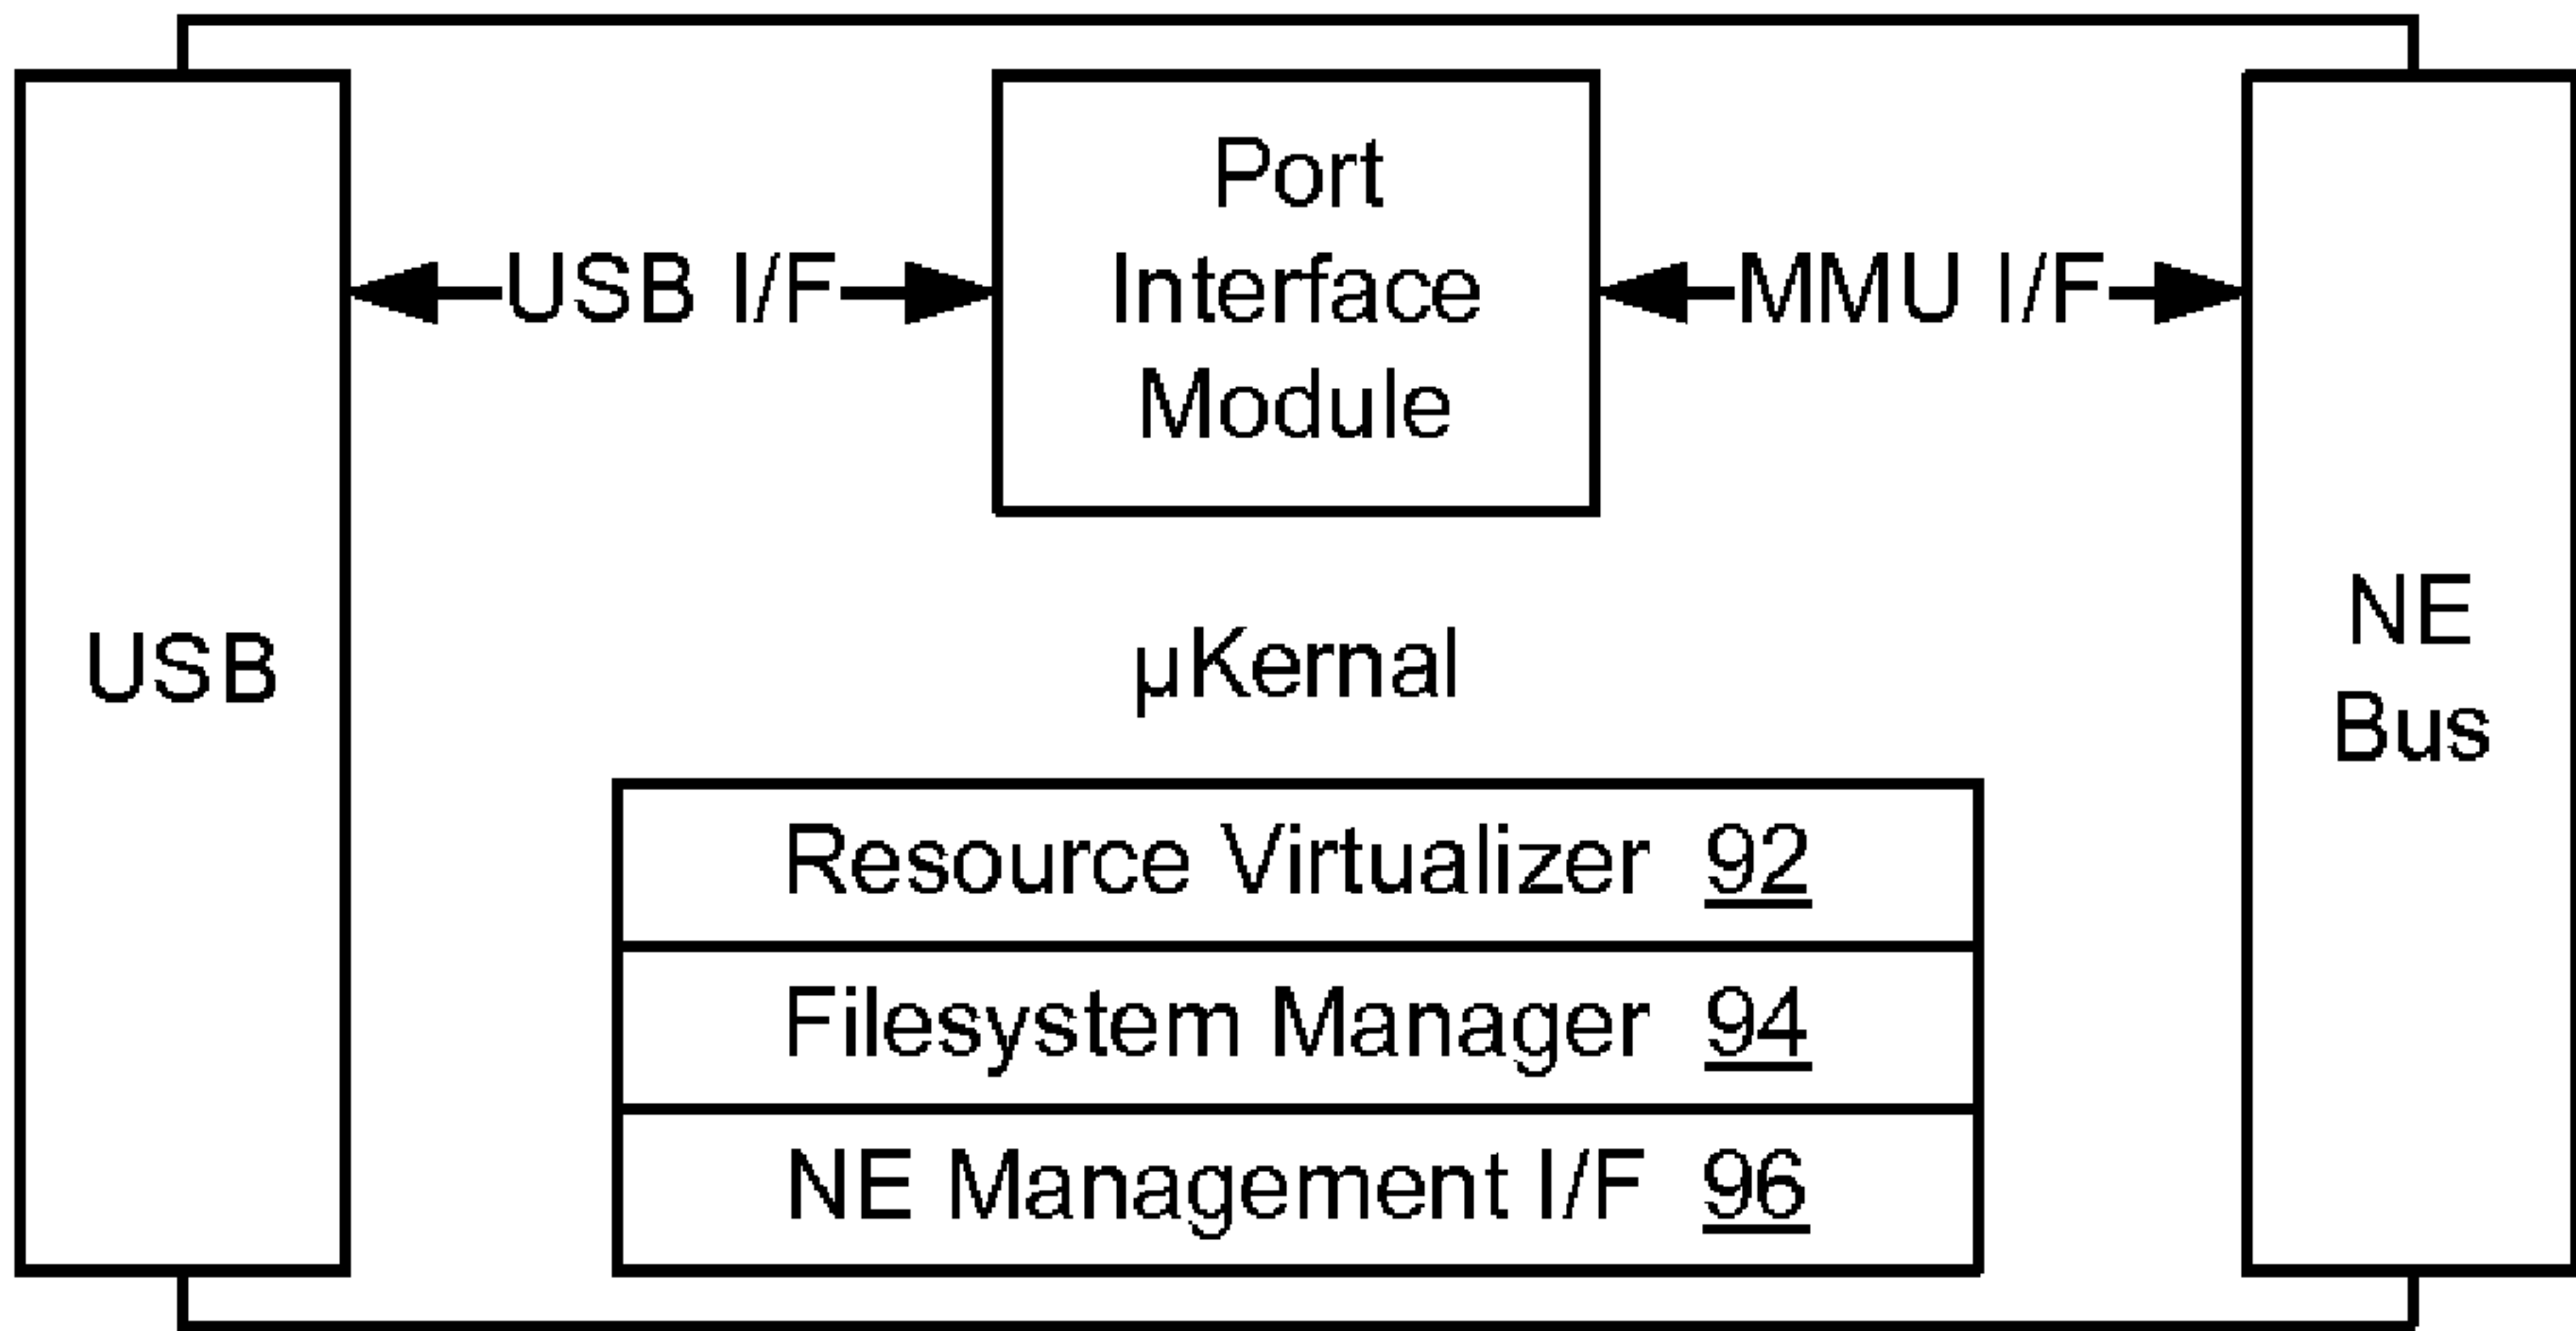 Port
Interface
Module
USB I/F
MMU I/F
USB
µKernal
NE
Bus
Resource Virtualizer 92
Filesystem Manager 94
NE Management I/F 96